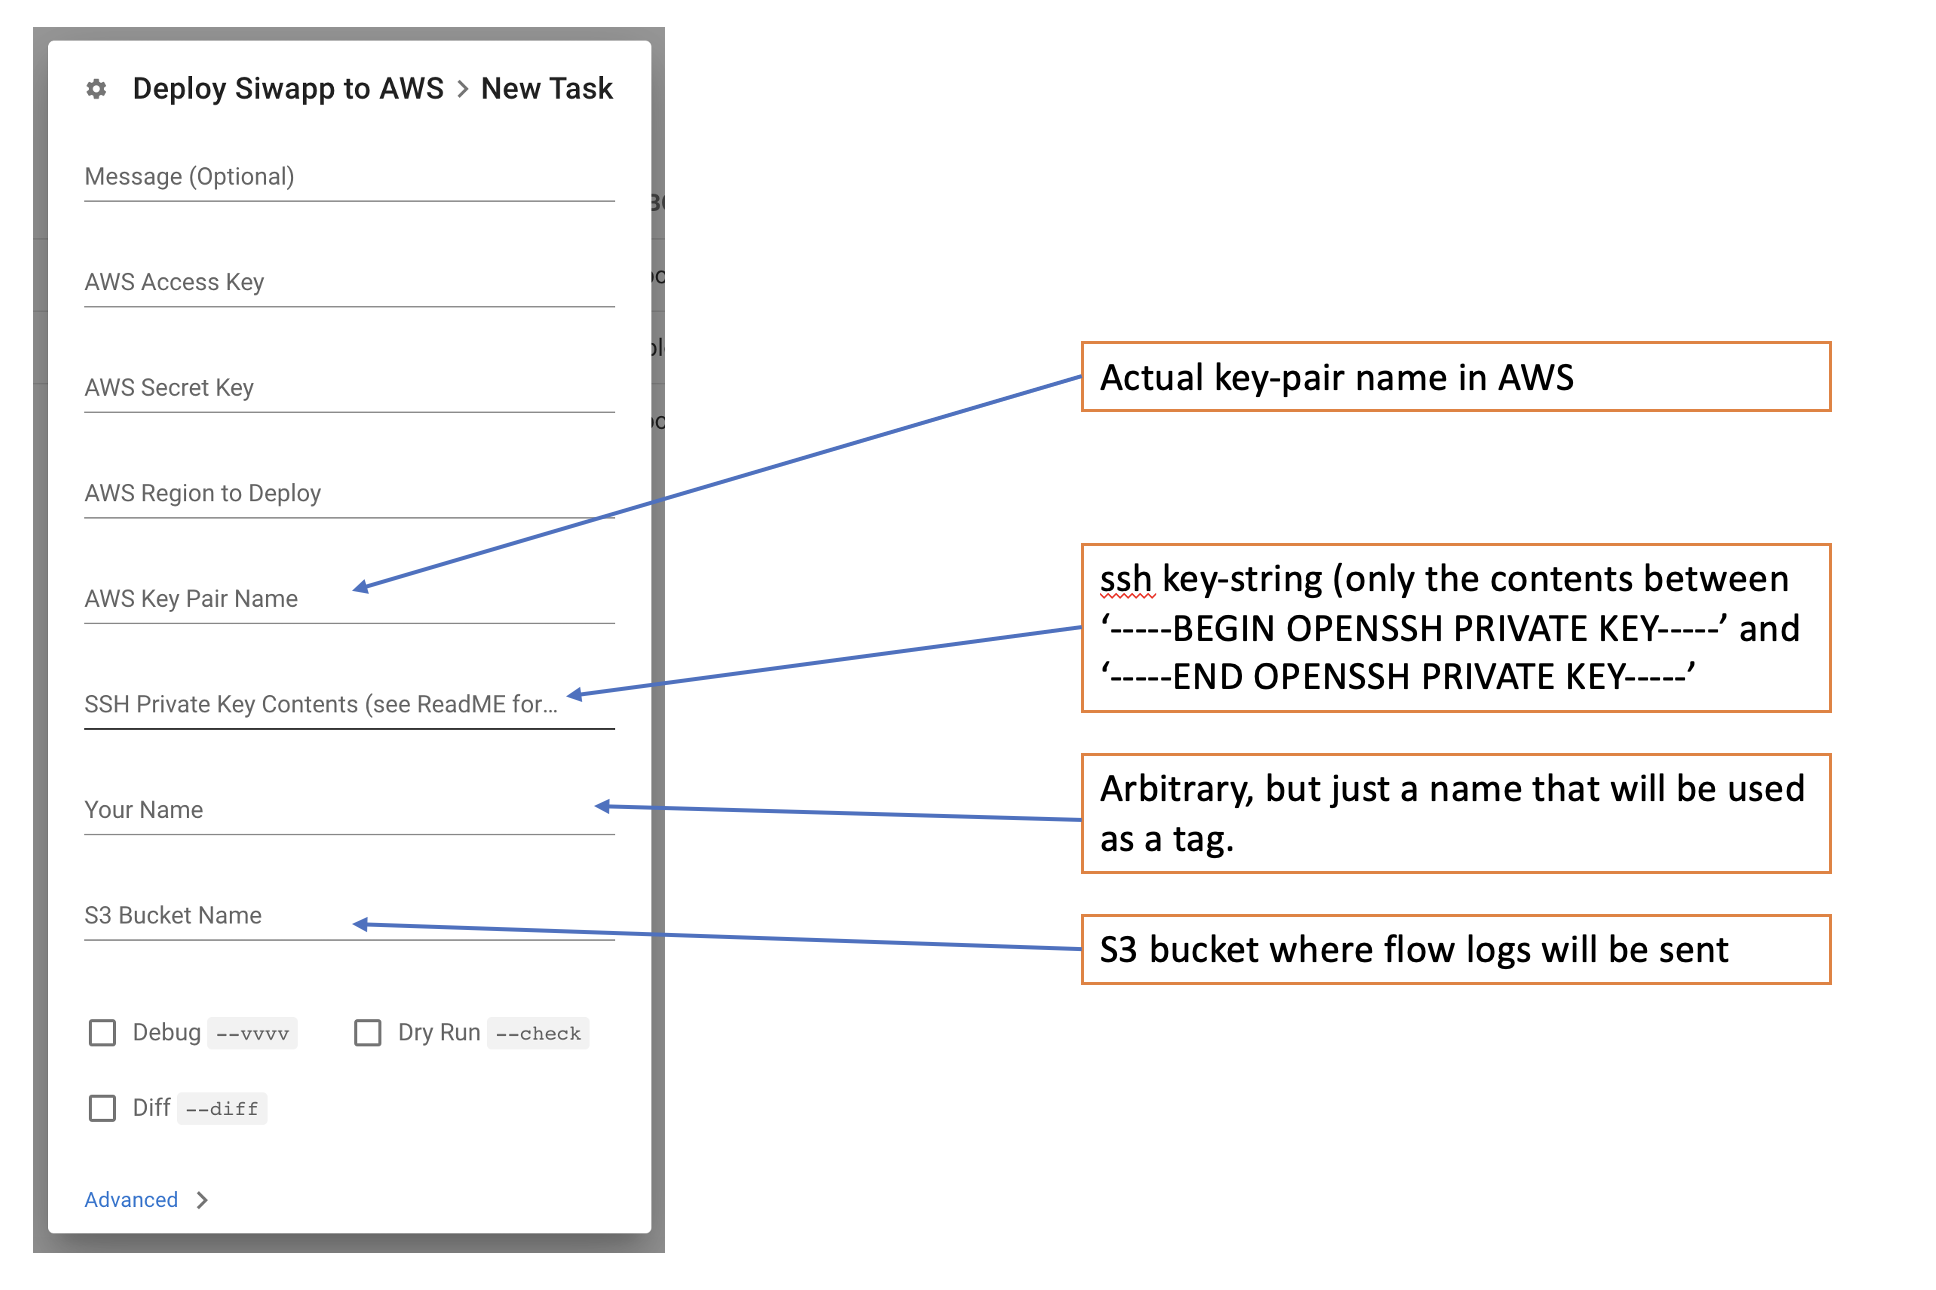 Deploy Siwapp to AWS > New Task
Message (Optional)
AWS Access Key
AWS Secret Key
AWS Region to Deploy
AWS Key Pair Name
SSH Private Key Contents (see ReadME for...
Your Name
S3 Bucket Name
Debug --vvvv
Dry Run --check
Diff --diff
Advanced >
Actual key-pair name in AWS
ssh key-string (only the contents between
‘-----BEGIN OPENSSH PRIVATE KEY-----’ and
‘-----END OPENSSH PRIVATE KEY-----’
Arbitrary, but just a name that will be used
as a tag.
S3 bucket where flow logs will be sent